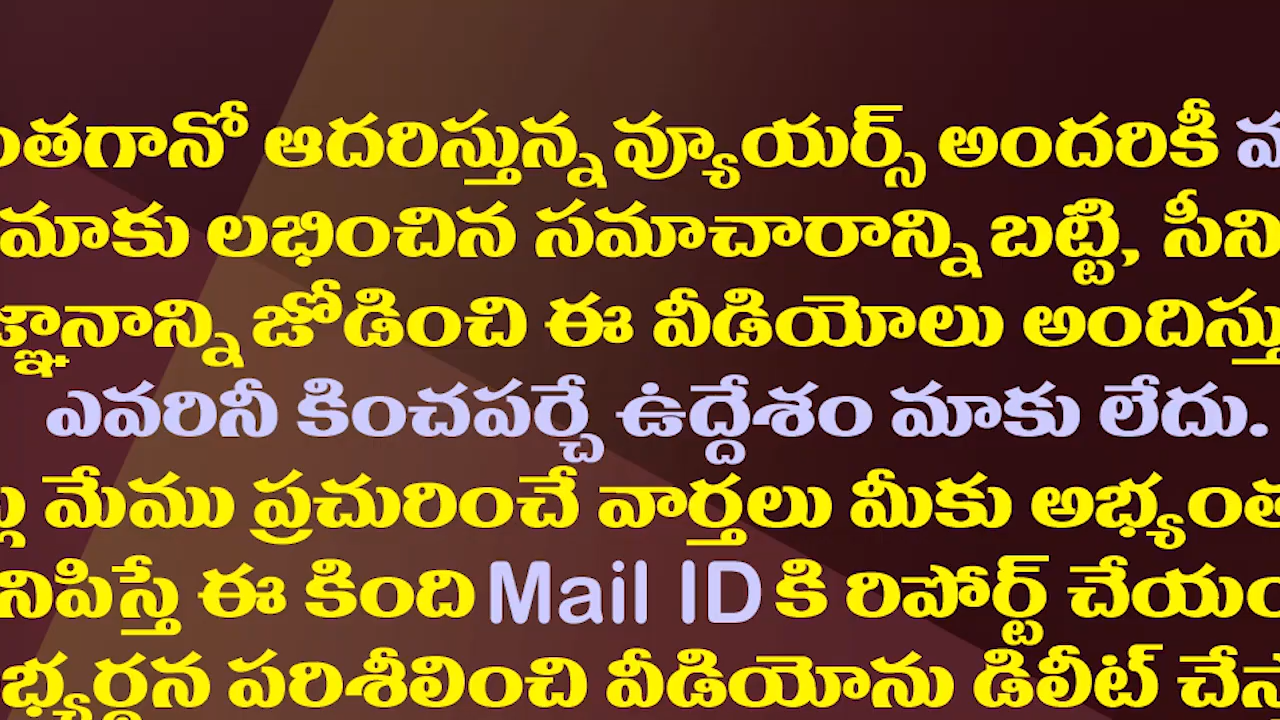 ంతగానో ఆదరిస్తున్న వ్యూయర్స్ అందరికీ
మాకు లభించిన సమాచారాన్ని బట్టి, సీని
జ్ఞానాన్ని జోడించి ఈ వీడియోలు అందిస్తు
ఎవరినీ కించపర్చే ఉద్దేశం మాకు లేదు.
మేము ప్రచురించే వార్తలు మీకు అభ్యంత
నిపిస్తే ఈ కింది Mail ID కి రిపోర్ట్ చేయం
భ్యర్థన పరిశీలించి వీడియోను డిలీట్ చేస